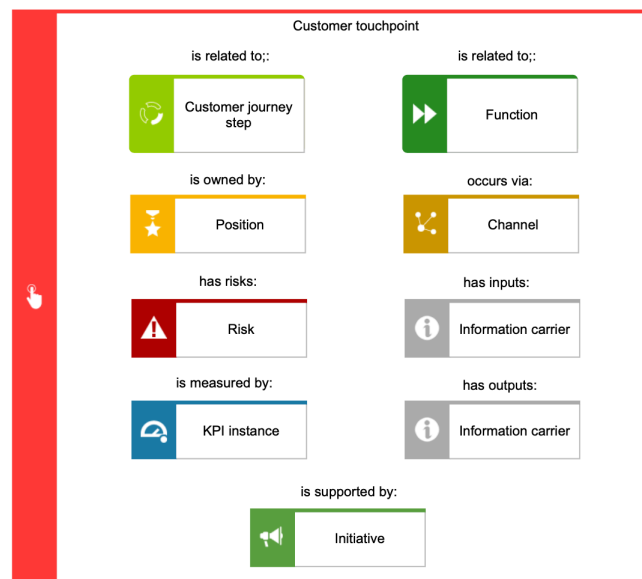 Customer touchpoint
is related to;:
is related to;:
Customer journey
step
Function
is owned by:
occurs via:
Position
Channel
has risks:
has inputs:
Risk
Information carrier
is measured by:
has outputs:
KPI instance
Information carrier
is supported by:
Initiative